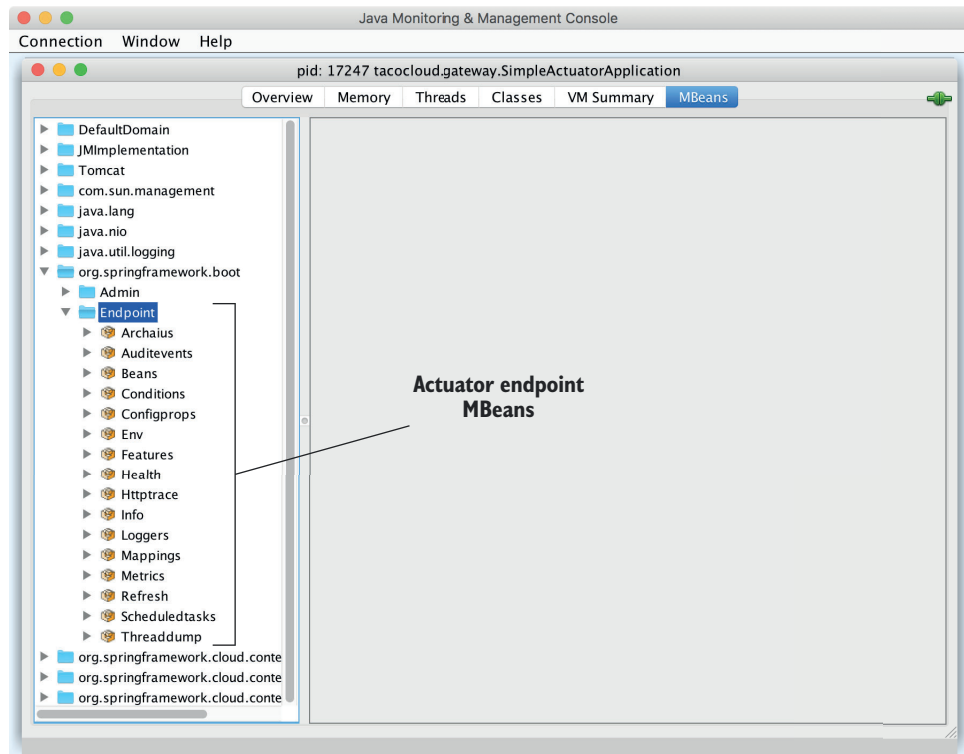 Java Monitoring & Management Console
Connection Window Help
pid: 17247 tacocloud.gateway.SimpleActuatorApplication
Overview Memory Threads Classes VM Summary MBeans
DefaultDomain
JMImplementation
Tomcat
com.sun.management
java.lang
java.nio
java.util.logging
org.springframework.boot
Admin
Endpoint
Archaius
Auditevents
Beans
Conditions
Configprops
Env
Features
Health
Httptrace
Info
Loggers
Mappings
Metrics
Refresh
Scheduledtasks
Threaddump
org.springframework.cloud.conte
org.springframework.cloud.conte
org.springframework.cloud.conte
Actuator endpoint
MBeans